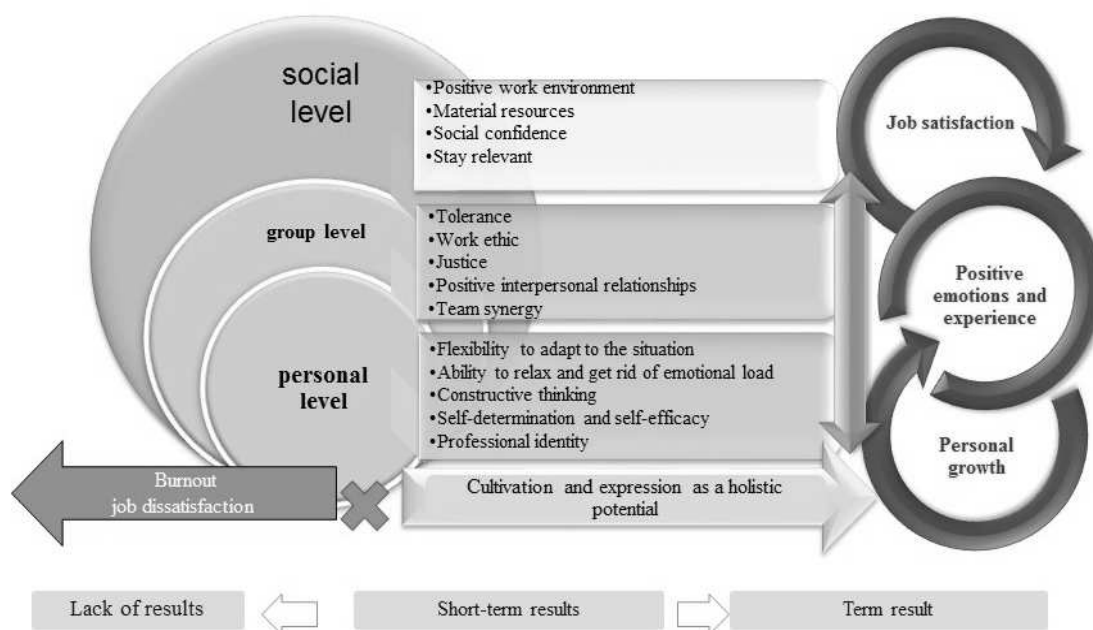 social
level
•Positive work environment
•Material resources
•Social confidence
•Stay relevant
group level
•Tolerance
•Work ethic
•Justice
•Positive interpersonal relationships
•Team synergy
personal
level
•Flexibility to adapt to the situation
•Ability to relax and get rid of emotional load
•Constructive thinking
•Self-determination and self-efficacy
•Professional identity
Burnout
job dissatisfaction
Cultivation and expression as a holistic
potential
Job satisfaction
Positive
emotions and
experience
Personal
growth
Lack of results
Short-term results
Term result